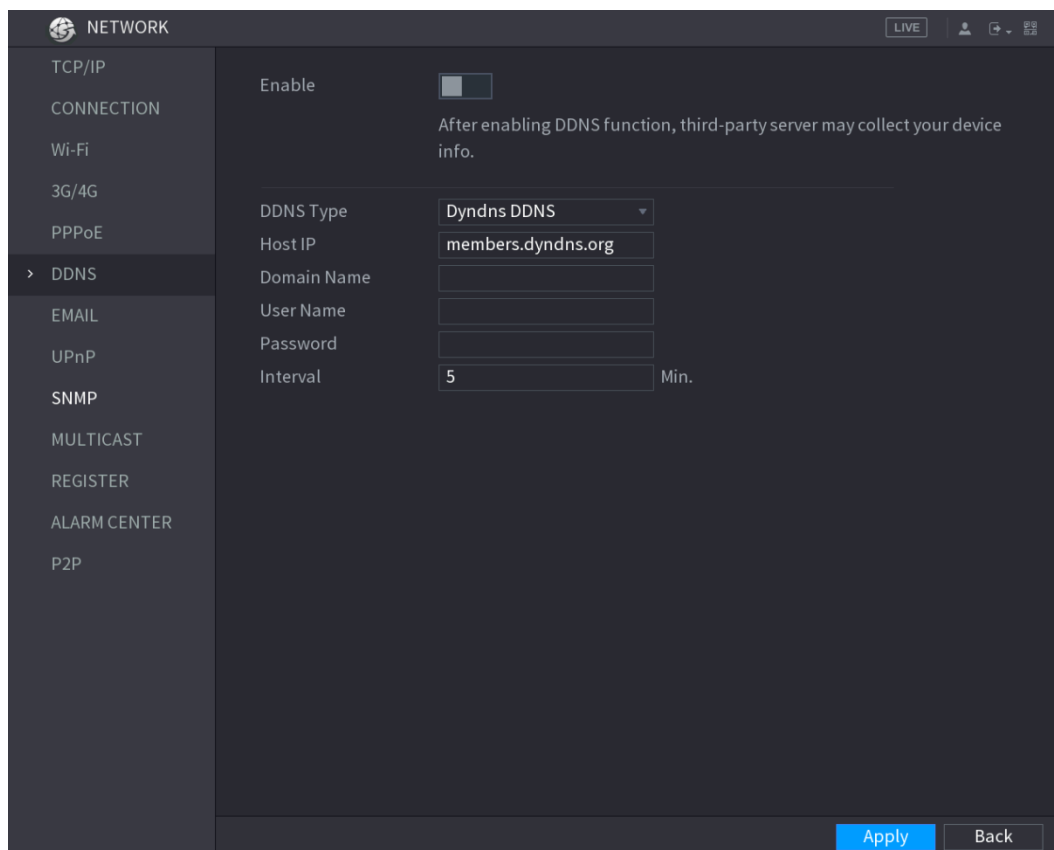 NETWORK
LIVE
TCP/IP
CONNECTION
Wi-Fi
3G/4G
PPPoE
> DDNS
EMAIL
UPnP
SNMP
MULTICAST
REGISTER
ALARM CENTER
P2P
Enable
After enabling DDNS function, third-party server may collect your device
info.
DDNS Type Dyndns DDNS
Host IP members.dyndns.org
Domain Name
User Name
Password
Interval 5 Min.
Apply Back